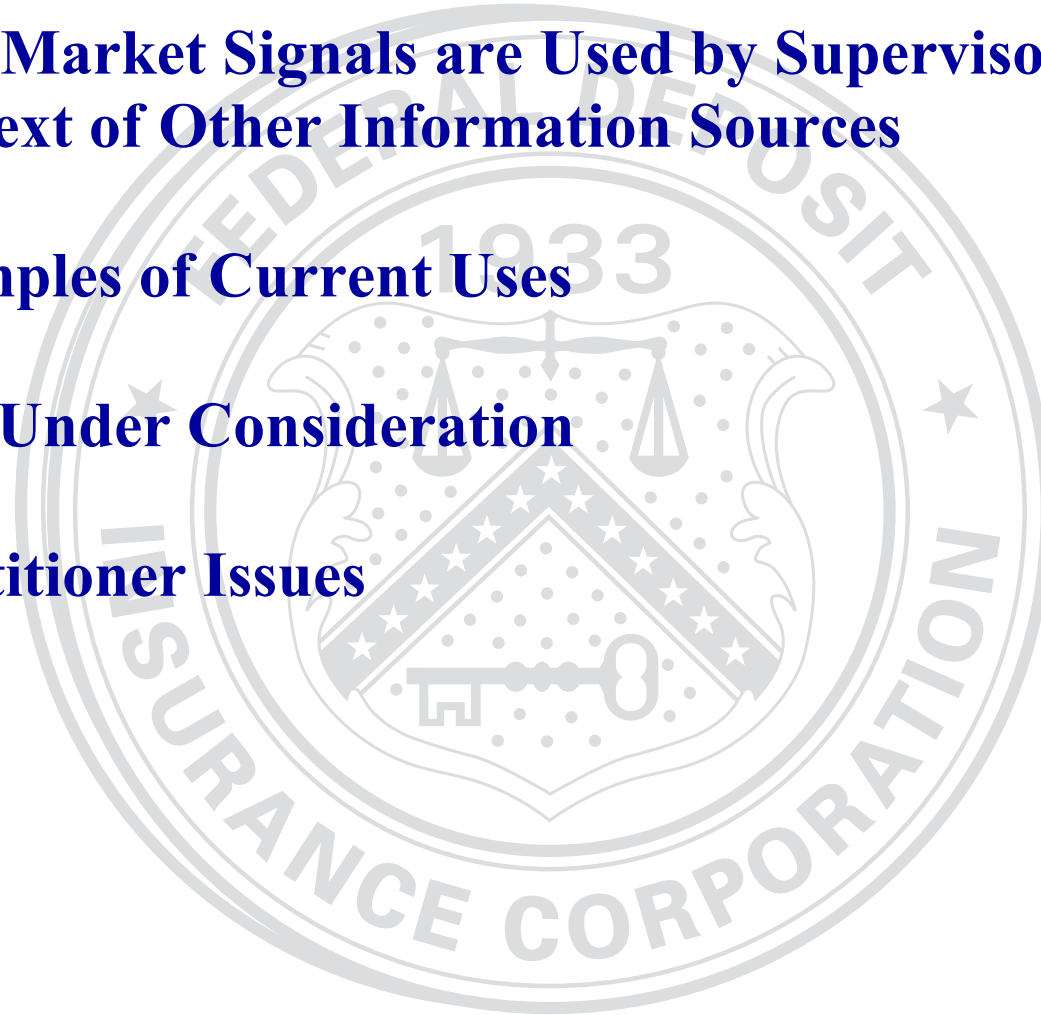 Market Signals are Used by Superviso
ext of Other Information Sources
FEDERAL DEPOSIT
1933
mples of Current Uses
Under Consideration
titioner Issues
INSURANCE CORPORATION